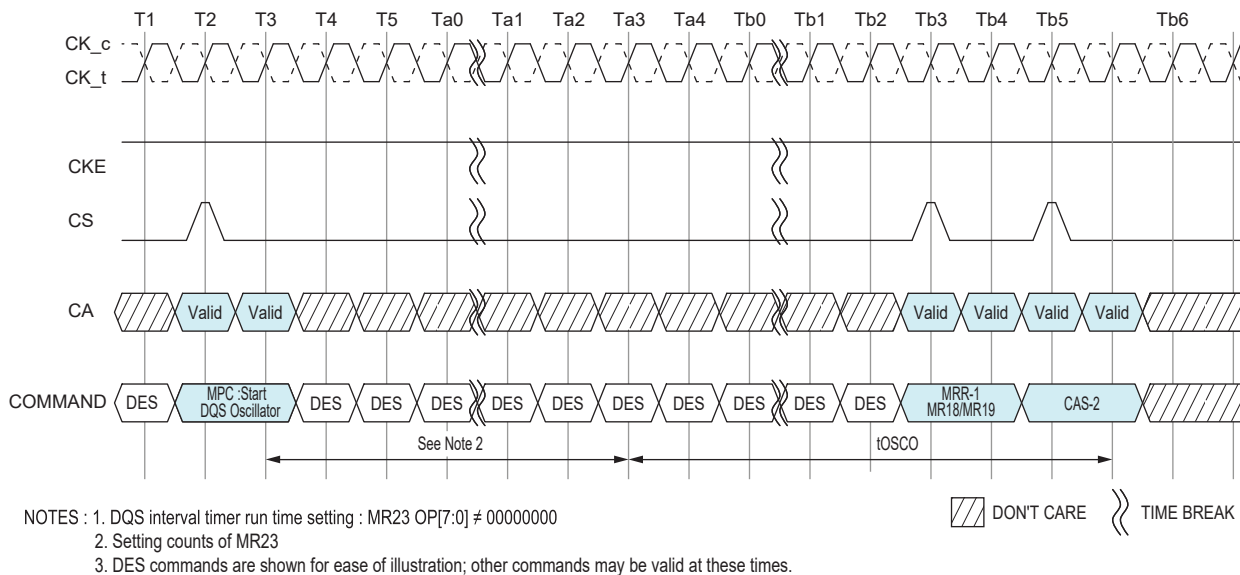 T1 T2 T3 T4 T5 Ta0 Ta1 Ta2 Ta3 Ta4 Tb0 Tb1 Tb2 Tb3 Tb4 Tb5 Tb6
CK_c
CK_t
CKE
CS
CA Valid Valid Valid Valid Valid Valid
COMMAND DES MPC :Start DQS Oscillator DES DES DES DES DES DES DES DES DES DES MRR-1 MR18/MR19 CAS-2
See Note 2 tOSCO
NOTES : 1. DQS interval timer run time setting : MR23 OP[7:0] ≠ 00000000
2. Setting counts of MR23
3. DES commands are shown for ease of illustration; other commands may be valid at these times.
DON'T CARE TIME BREAK